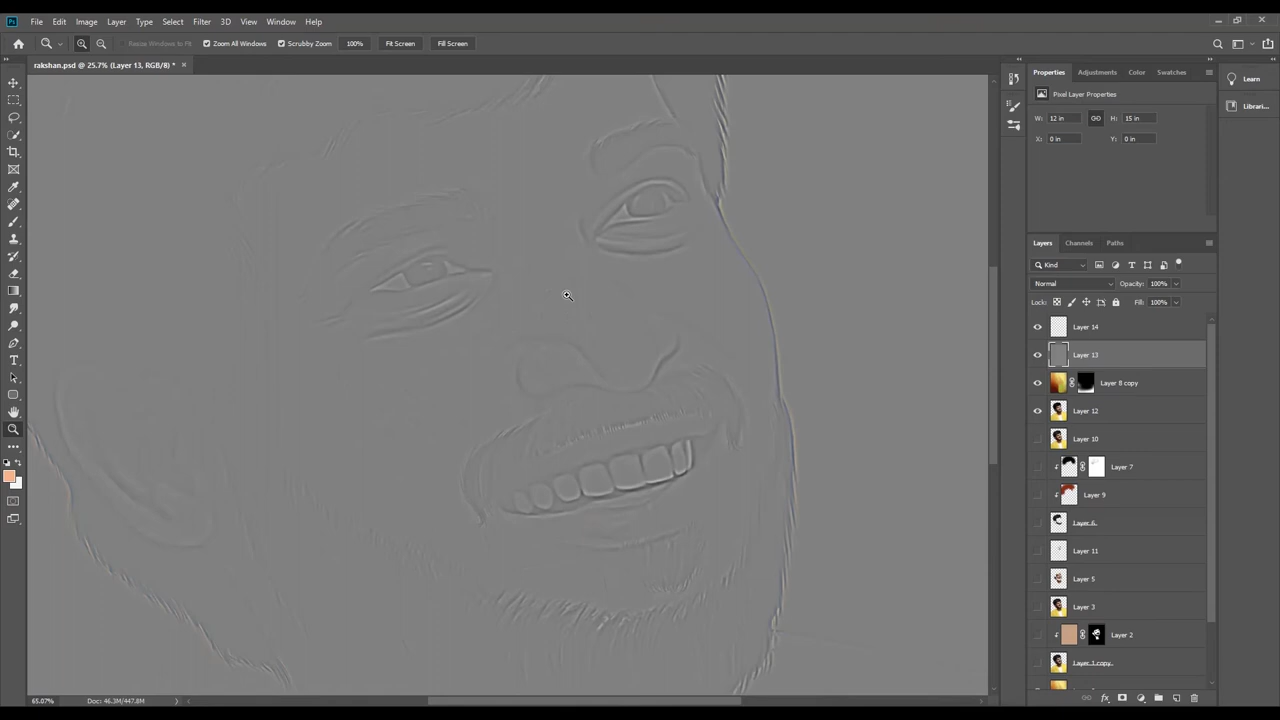 Ps File Edit Image Layer Type Select Filter 3D View Window Help
Resize Windows to Fit Zoom All Windows Scrubby Zoom 100% Fit Screen Fill Screen
rakshan.psd @ 25.7% (Layer 13, RGB/8) *
Properties Adjustments Color Swatches
Learn
Pixel Layer Properties
Librari...
W: 12 in H: 15 in
X: 0 in Y: 0 in
Layers Channels Paths
Kind
Normal Opacity: 100%
Lock: Fill: 100%
Layer 14
Layer 13
Layer 8 copy
Layer 12
Layer 10
Layer 7
Layer 9
Layer 6
Layer 11
Layer 5
Layer 3
Layer 2
Layer 1 copy
65.07% Doc: 46.3M/447.8M
fx